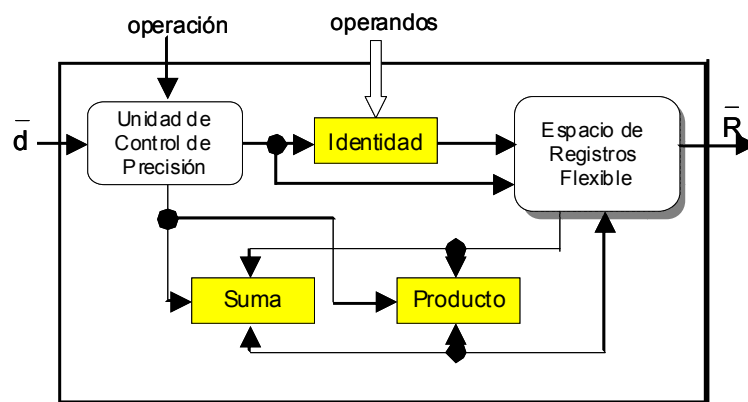 operación
operandos
d̅
Unidad de
Control de
Precisión
Identidad
Espacio de
Registros
Flexible
R̅
Suma
Producto